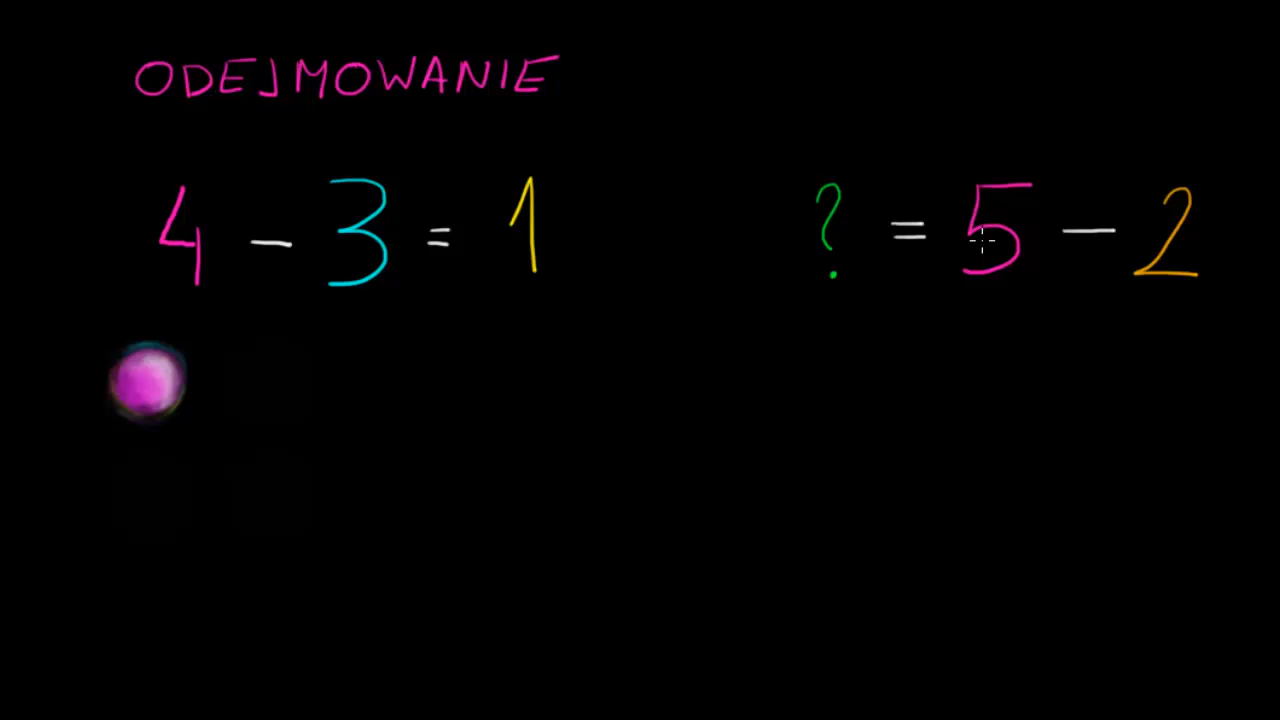 ODEJMOWANIE
4 - 3 = 1
? = 5 - 2